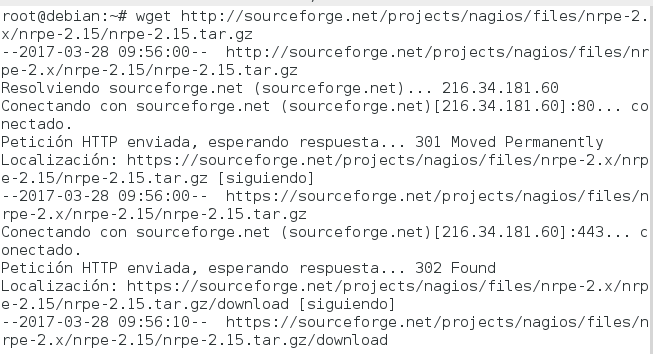 root@debian:~# wget http://sourceforge.net/projects/nagios/files/nrpe-2.
x/nrpe-2.15/nrpe-2.15.tar.gz
--2017-03-28 09:56:00--  http://sourceforge.net/projects/nagios/files/nr
pe-2.x/nrpe-2.15/nrpe-2.15.tar.gz
Resolviendo sourceforge.net (sourceforge.net)... 216.34.181.60
Conectando con sourceforge.net (sourceforge.net)[216.34.181.60]:80... co
nectado.
Petición HTTP enviada, esperando respuesta... 301 Moved Permanently
Localización: https://sourceforge.net/projects/nagios/files/nrpe-2.x/nrp
e-2.15/nrpe-2.15.tar.gz [siguiendo]
--2017-03-28 09:56:00--  https://sourceforge.net/projects/nagios/files/n
rpe-2.x/nrpe-2.15/nrpe-2.15.tar.gz
Conectando con sourceforge.net (sourceforge.net)[216.34.181.60]:443... c
onectado.
Petición HTTP enviada, esperando respuesta... 302 Found
Localización: https://sourceforge.net/projects/nagios/files/nrpe-2.x/nrp
e-2.15/nrpe-2.15.tar.gz/download [siguiendo]
--2017-03-28 09:56:10--  https://sourceforge.net/projects/nagios/files/n
rpe-2.x/nrpe-2.15/nrpe-2.15.tar.gz/download